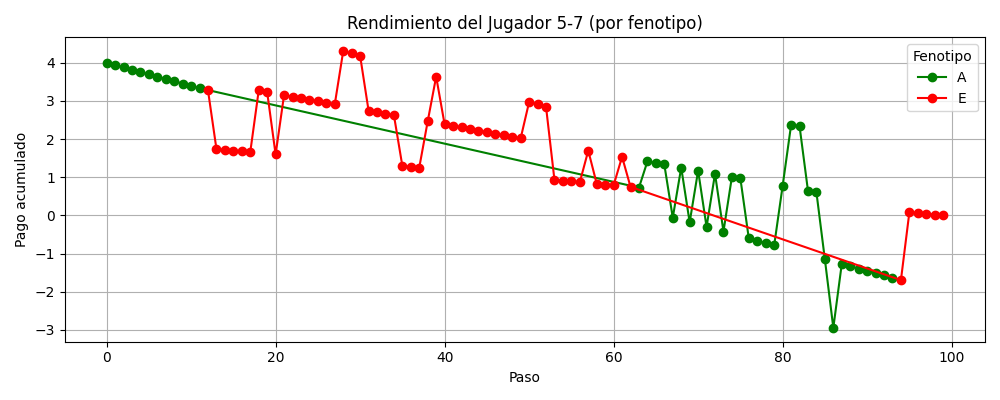 Rendimiento del Jugador 5-7 (por fenotipo)
Pago acumulado
4
3
2
1
0
−1
−2
−3
Fenotipo
A
E
0 20 40 60 80 100
Paso